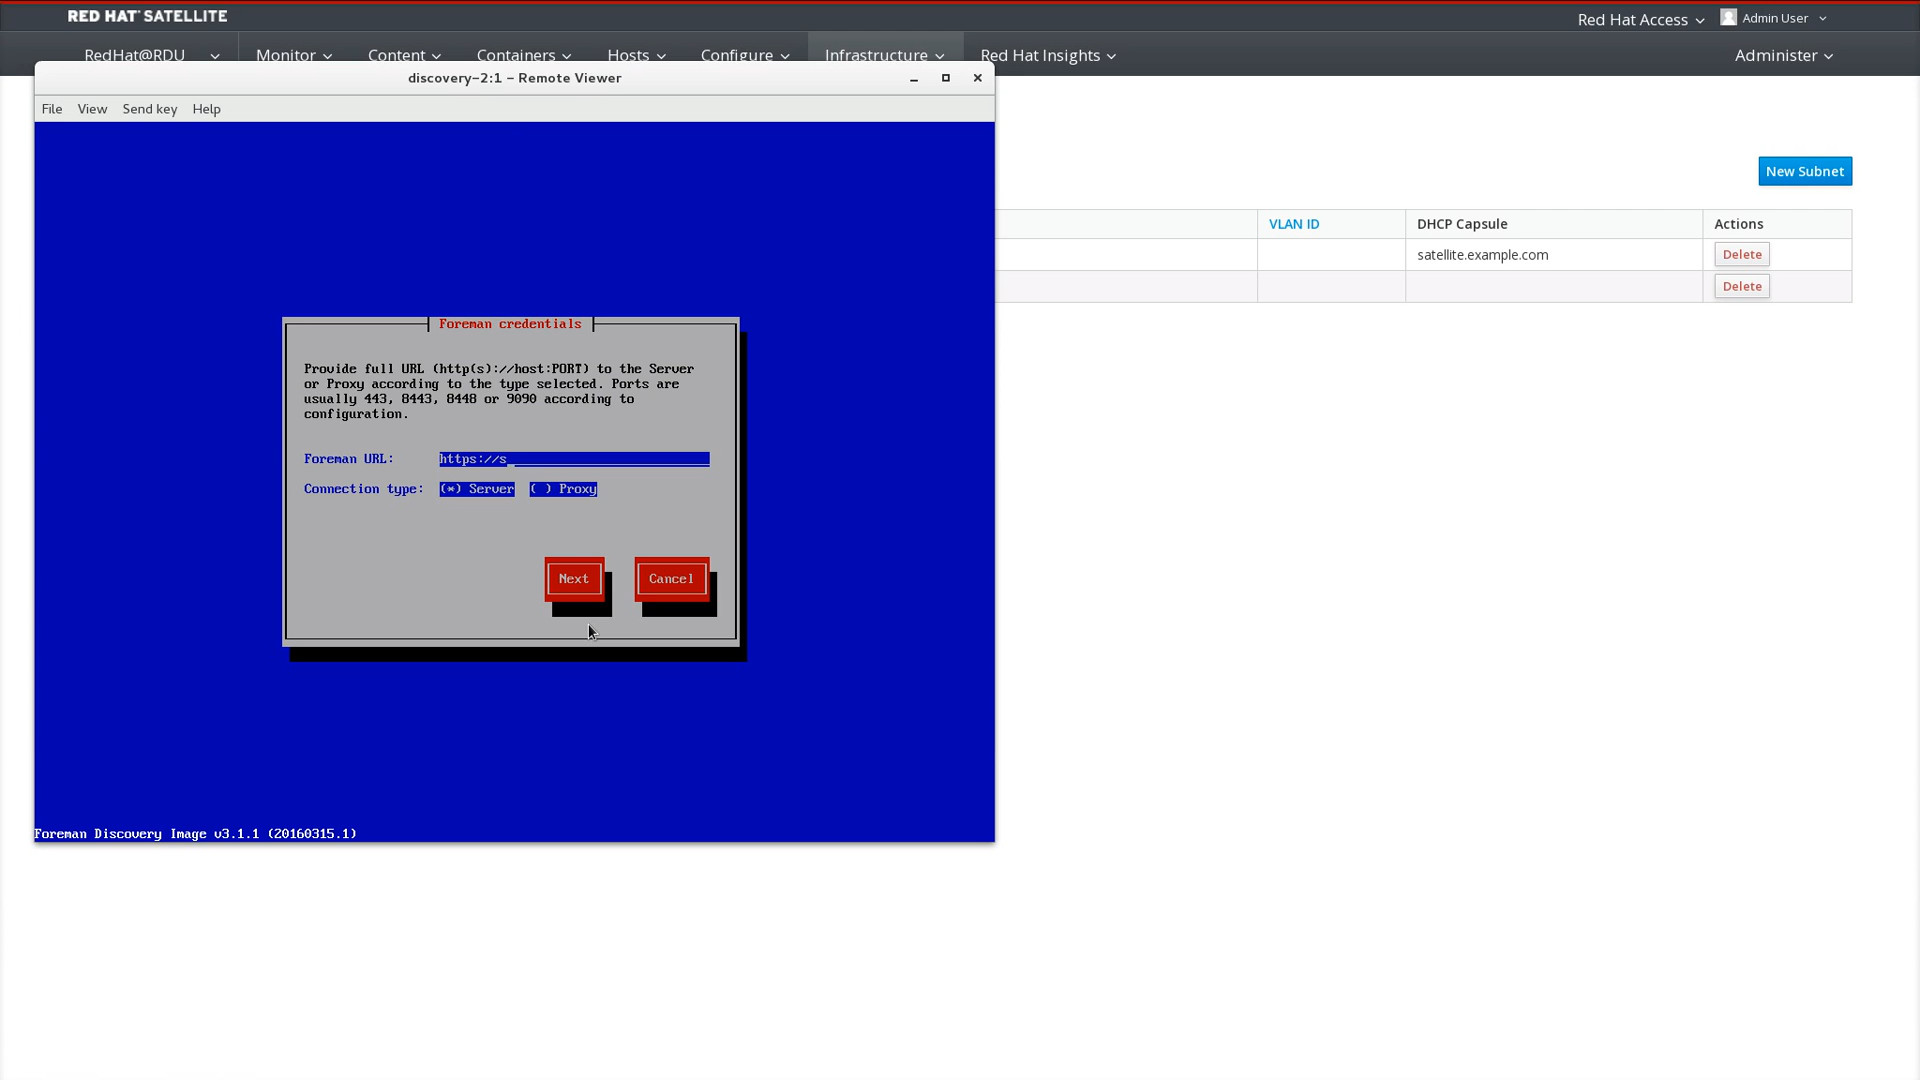 RED HAT SATELLITE
Red Hat Access
Admin User
RedHat@RDU
Monitor
Content
Containers
Hosts
Configure
Infrastructure
Red Hat Insights
Administer
discovery-2:1 – Remote Viewer
File View Send key Help
New Subnet
VLAN ID
DHCP Capsule
Actions
satellite.example.com
Delete
Delete
Foreman credentials
Provide full URL (http(s)://host:PORT) to the Server
or Proxy according to the type selected. Ports are
usually 443, 8443, 8448 or 9090 according to
configuration.
Foreman URL: https://s_
Connection type: (*) Server ( ) Proxy
Next
Cancel
Foreman Discovery Image v3.1.1 (20160315.1)